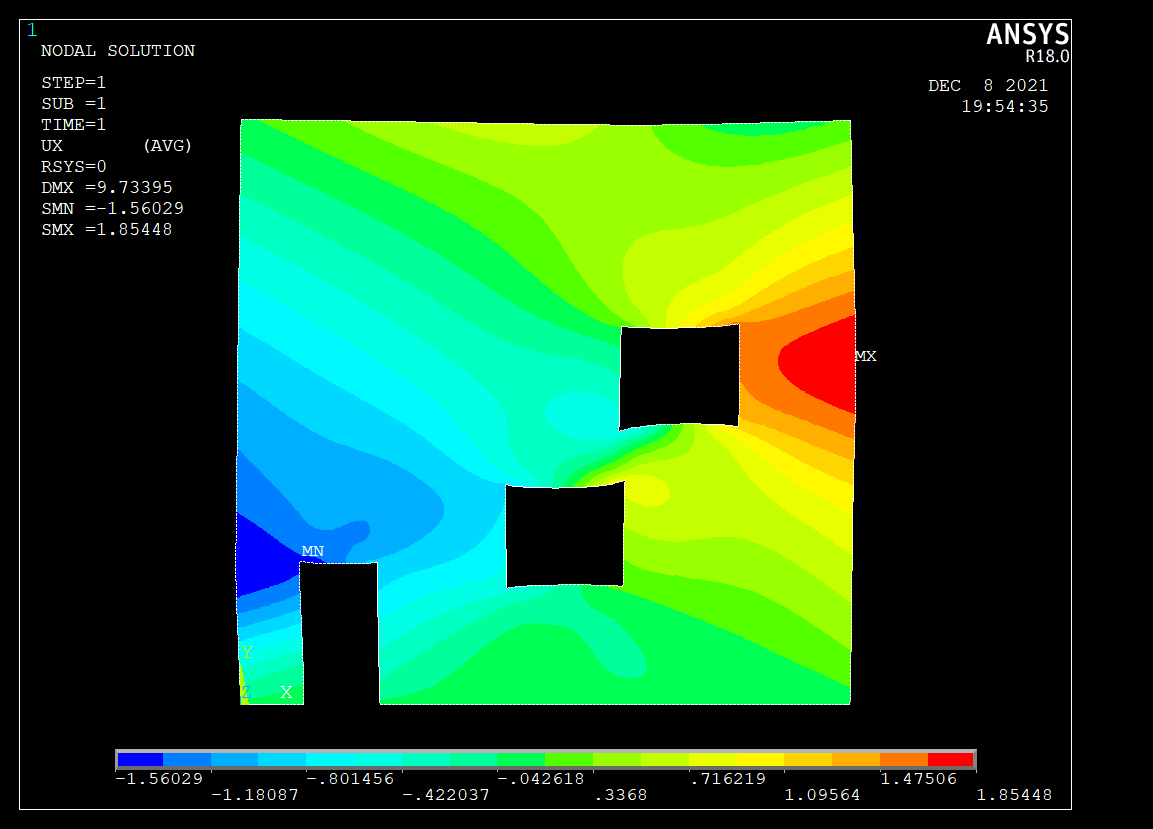 1
ANSYS
R18.0
NODAL SOLUTION
STEP=1
SUB =1
TIME=1
UX (AVG)
RSYS=0
DMX =9.73395
SMN =-1.56029
SMX =1.85448
DEC 8 2021
19:54:35
MX
MN
Y
Z X
-1.56029 -.801456 -.042618 .716219 1.47506
-1.18087 -.422037 .3368 1.09564 1.85448